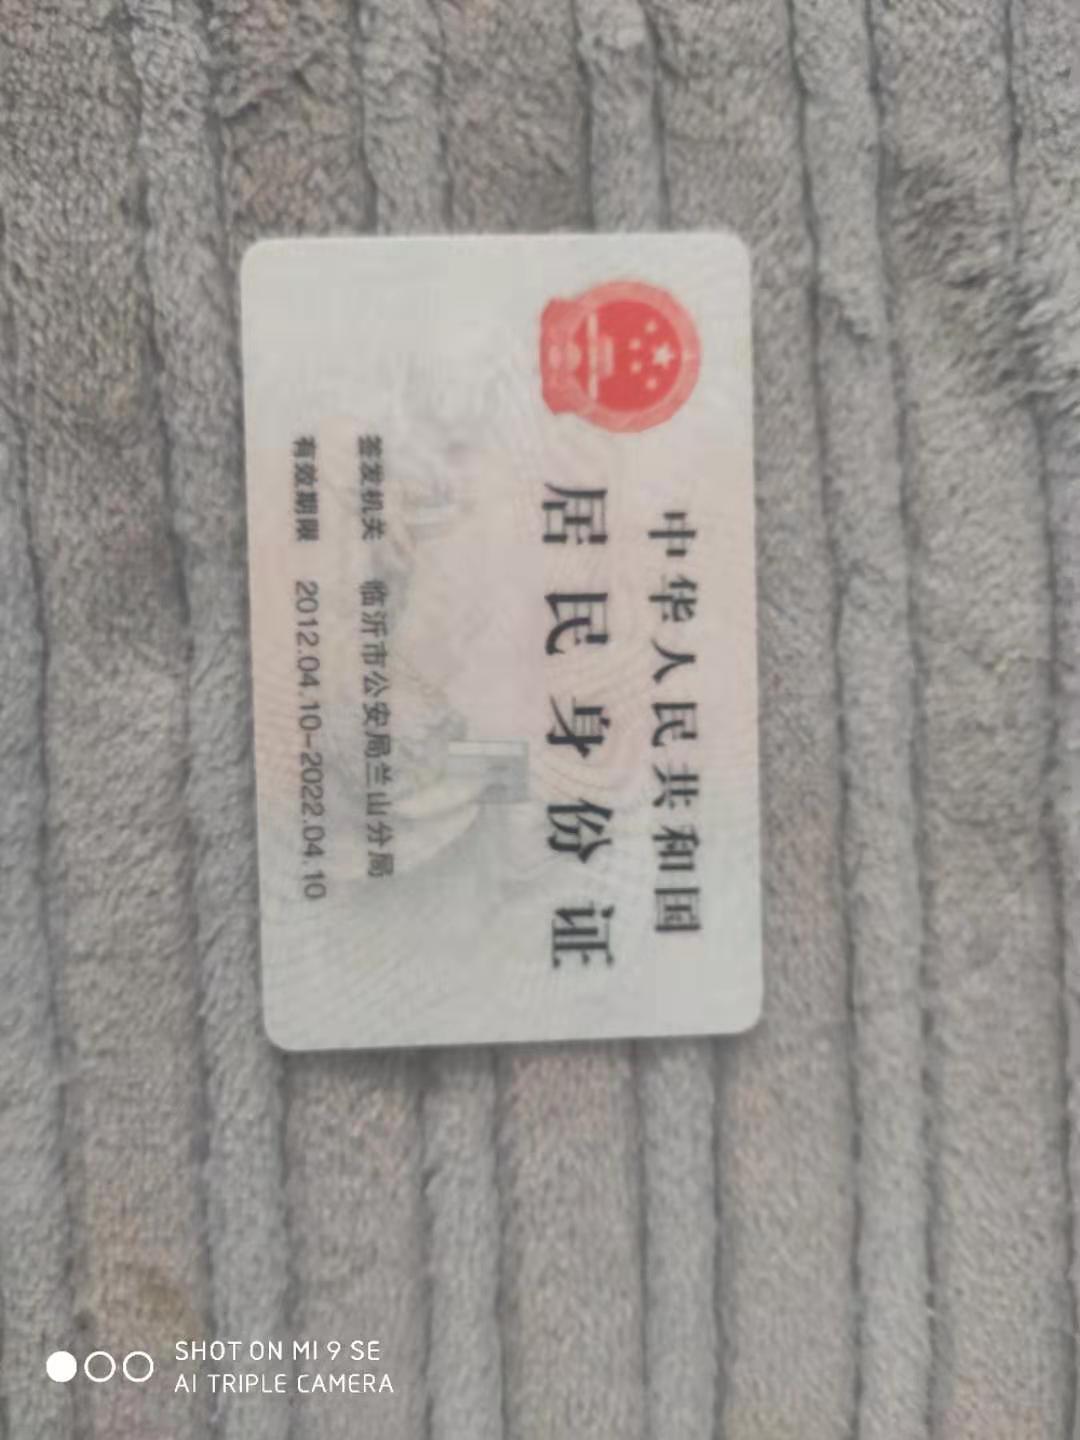 中华人民共和国
居民身份证
签发机关 临沂市公安局兰山分局
有效期限 2012.04.10-2022.04.10
SHOT ON MI 9 SE
AI TRIPLE CAMERA